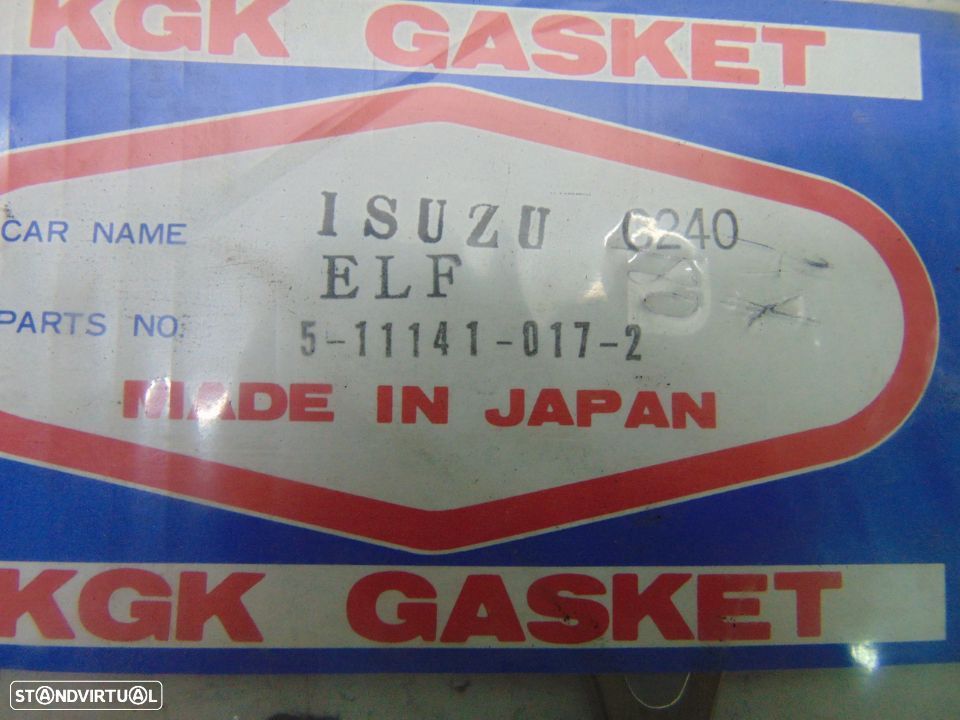 KGK GASKET
CAR NAME ISUZU C240
ELF
PARTS NO. 5-11141-017-2
MADE IN JAPAN
KGK GASKET
STANDVIRTUAL